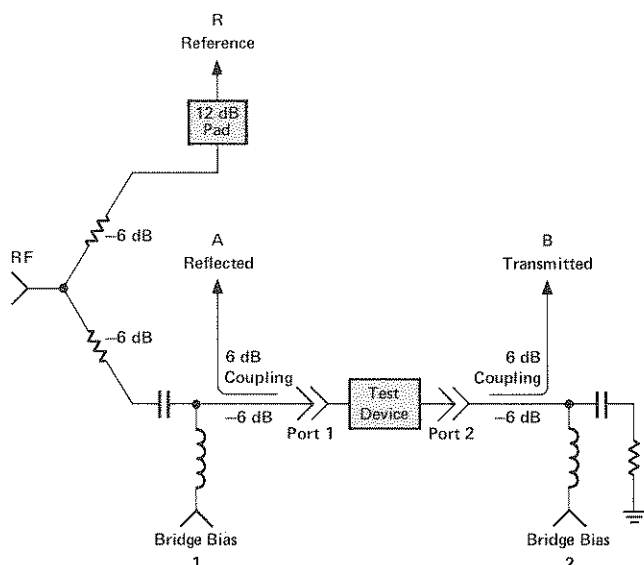 R
Reference
12 dB
Pad
–6 dB
RF
–6 dB
A
Reflected
B
Transmitted
6 dB
Coupling
6 dB
Coupling
–6 dB
Port 1
Test
Device
Port 2
–6 dB
Bridge Bias
1
Bridge Bias
2